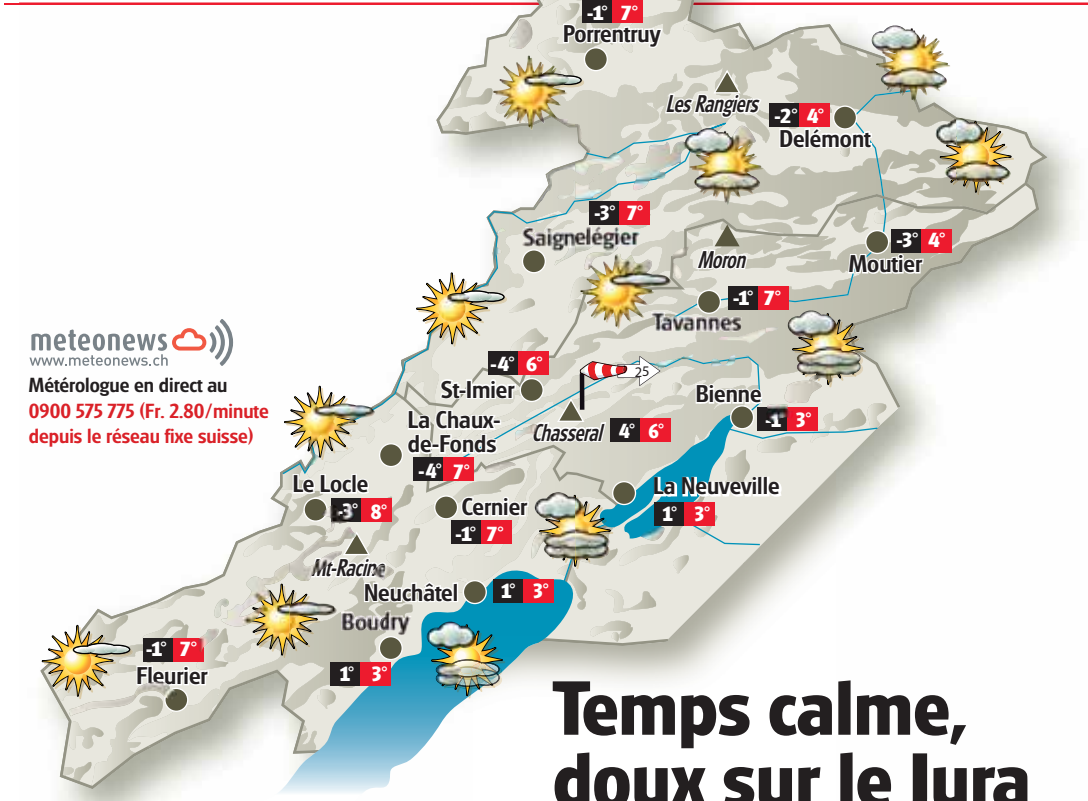 -1° 7°
Porrentruy
Les Rangiers
-2° 4°
Delémont
-3° 7°
Saignelégier
Moron
-3° 4°
Moutier
-1° 7°
Tavannes
meteonews
www.meteonews.ch
Météorologue en direct au
0900 575 775 (Fr. 2.80/minute
depuis le réseau fixe suisse)
-4° 6°
St-Imier
25
Chasseral 4° 6°
Bienne
-1° 3°
La Chaux-
de-Fonds
-4° 7°
Le Locle
-3° 8°
Cernier
-1° 7°
La Neuveville
1° 3°
Mt-Racine
Neuchâtel 1° 3°
Boudry
1° 3°
-1° 7°
Fleurier
Temps calme,
doux sur le Jura